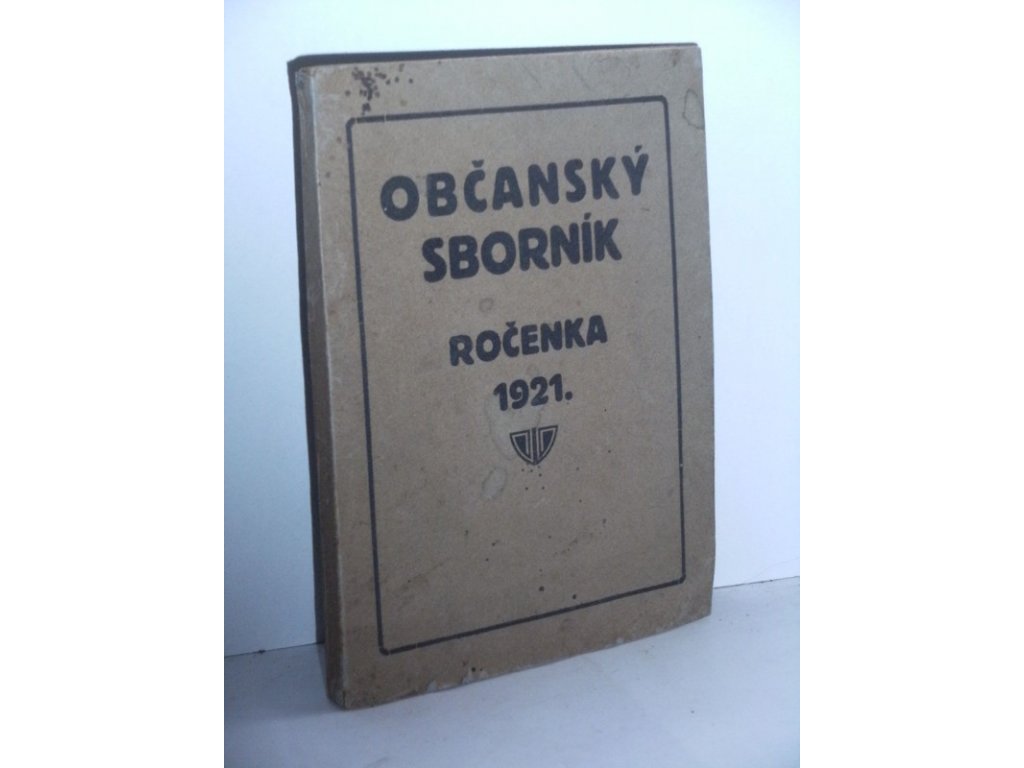 OBČANSKÝ
SBORNÍK
ROČENKA
1921.